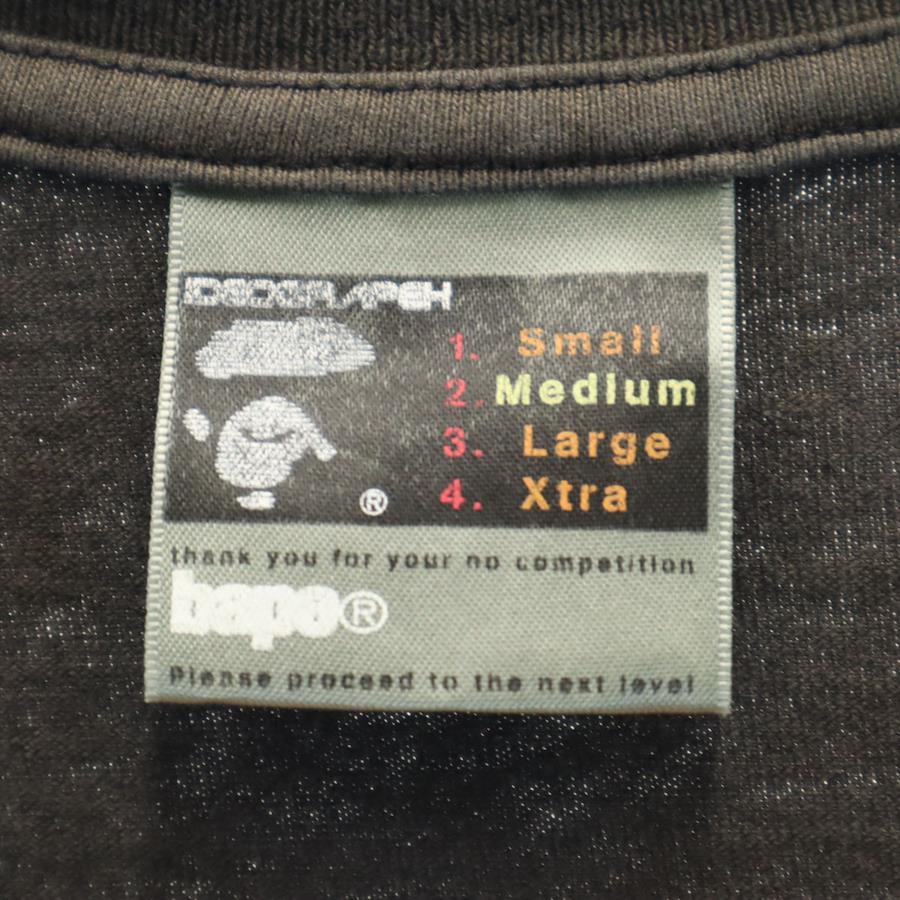 1. Small
2. Medium
3. Large
4. Xtra
®
thank you for your no competition
bape®
Please proceed to the next level